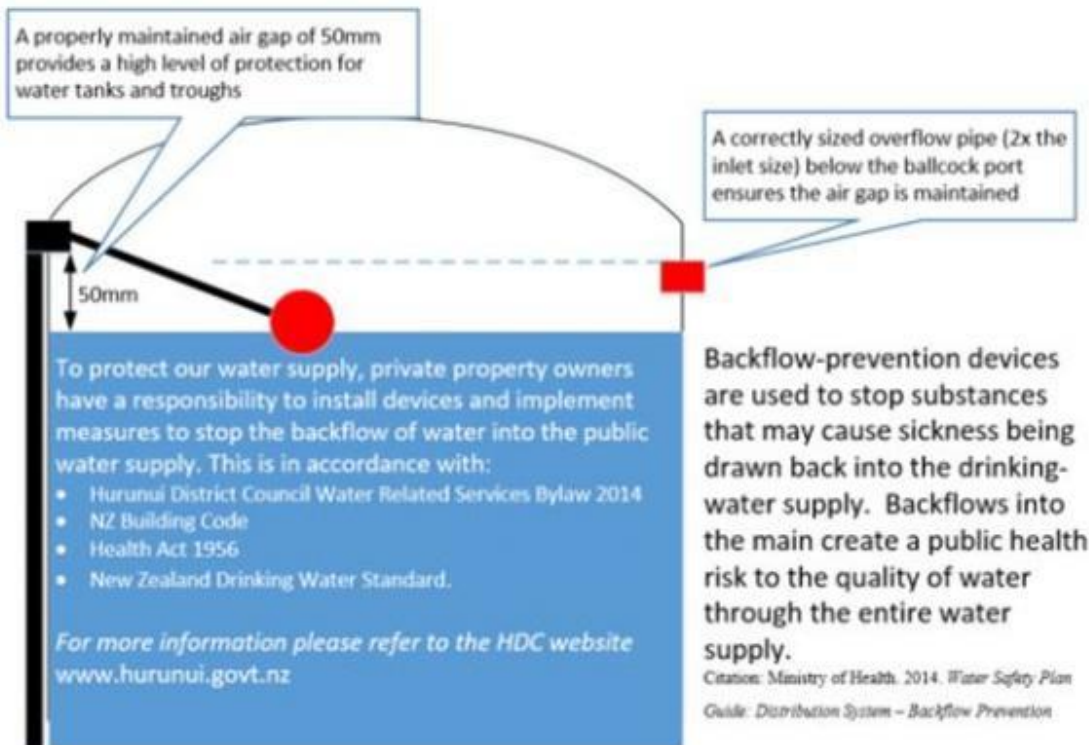 A properly maintained air gap of 50mm
provides a high level of protection for
water tanks and troughs
A correctly sized overflow pipe (2x the
inlet size) below the ballcock port
ensures the air gap is maintained
50mm
To protect our water supply, private property owners
have a responsibility to install devices and implement
measures to stop the backflow of water into the public
water supply. This is in accordance with:
• Hurunui District Council Water Related Services Bylaw 2014
• NZ Building Code
• Health Act 1956
• New Zealand Drinking Water Standard.
For more information please refer to the HDC website
www.hurunui.govt.nz
Backflow-prevention devices
are used to stop substances
that may cause sickness being
drawn back into the drinking-
water supply. Backflows into
the main create a public health
risk to the quality of water
through the entire water
supply.
Citation: Ministry of Health. 2014. Water Safety Plan
Guide: Distribution System – Backflow Prevention